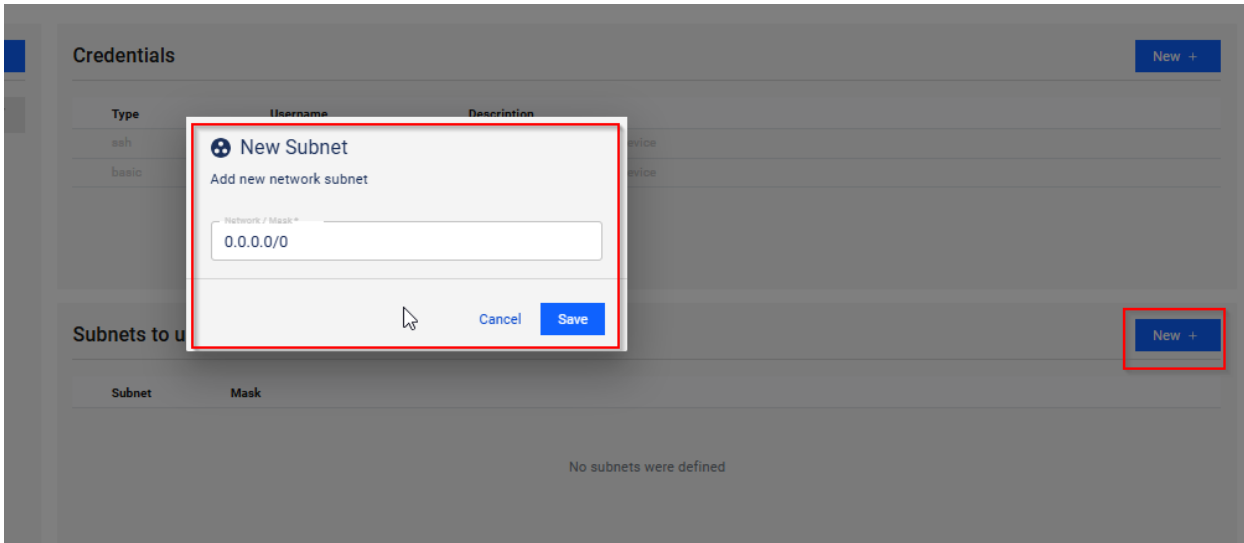 Credentials
New +
Type Username Description
ssh evice
basic evice
New Subnet
Add new network subnet
Network / Mask *
0.0.0.0/0
Cancel Save
Subnets to u
New +
Subnet Mask
No subnets were defined